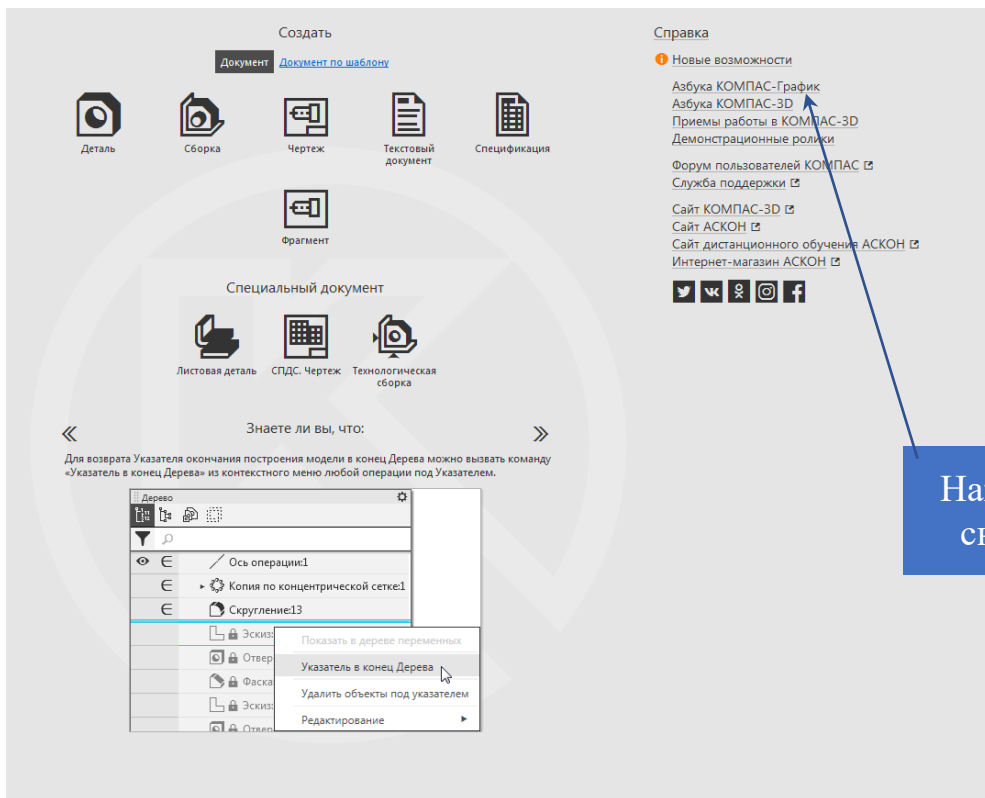 Создать
Документ Документ по шаблону
Деталь
Сборка
Чертеж
Текстовый
документ
Спецификация
Фрагмент
Специальный документ
Листовая деталь
СПДС. Чертеж
Технологическая
сборка
Знаете ли вы, что:
Для возврата Указателя окончания построения модели в конец Дерева можно вызвать команду
«Указатель в конец Дерева» из контекстного меню любой операции под Указателем.
Дерево
Ось операции:1
Копия по концентрической сетке:1
Скругление:13
Эскиз:
Отвер
Фаска
Эскиз:
Отвер
Показать в дереве переменных
Указатель в конец Дерева
Удалить объекты под указателем
Редактирование
Справка
Новые возможности
Азбука КОМПАС-График
Азбука КОМПАС-3D
Приемы работы в КОМПАС-3D
Демонстрационные ролики
Форум пользователей КОМПАС
Служба поддержки
Сайт КОМПАС-3D
Сайт АСКОН
Сайт дистанционного обучения АСКОН
Интернет-магазин АСКОН